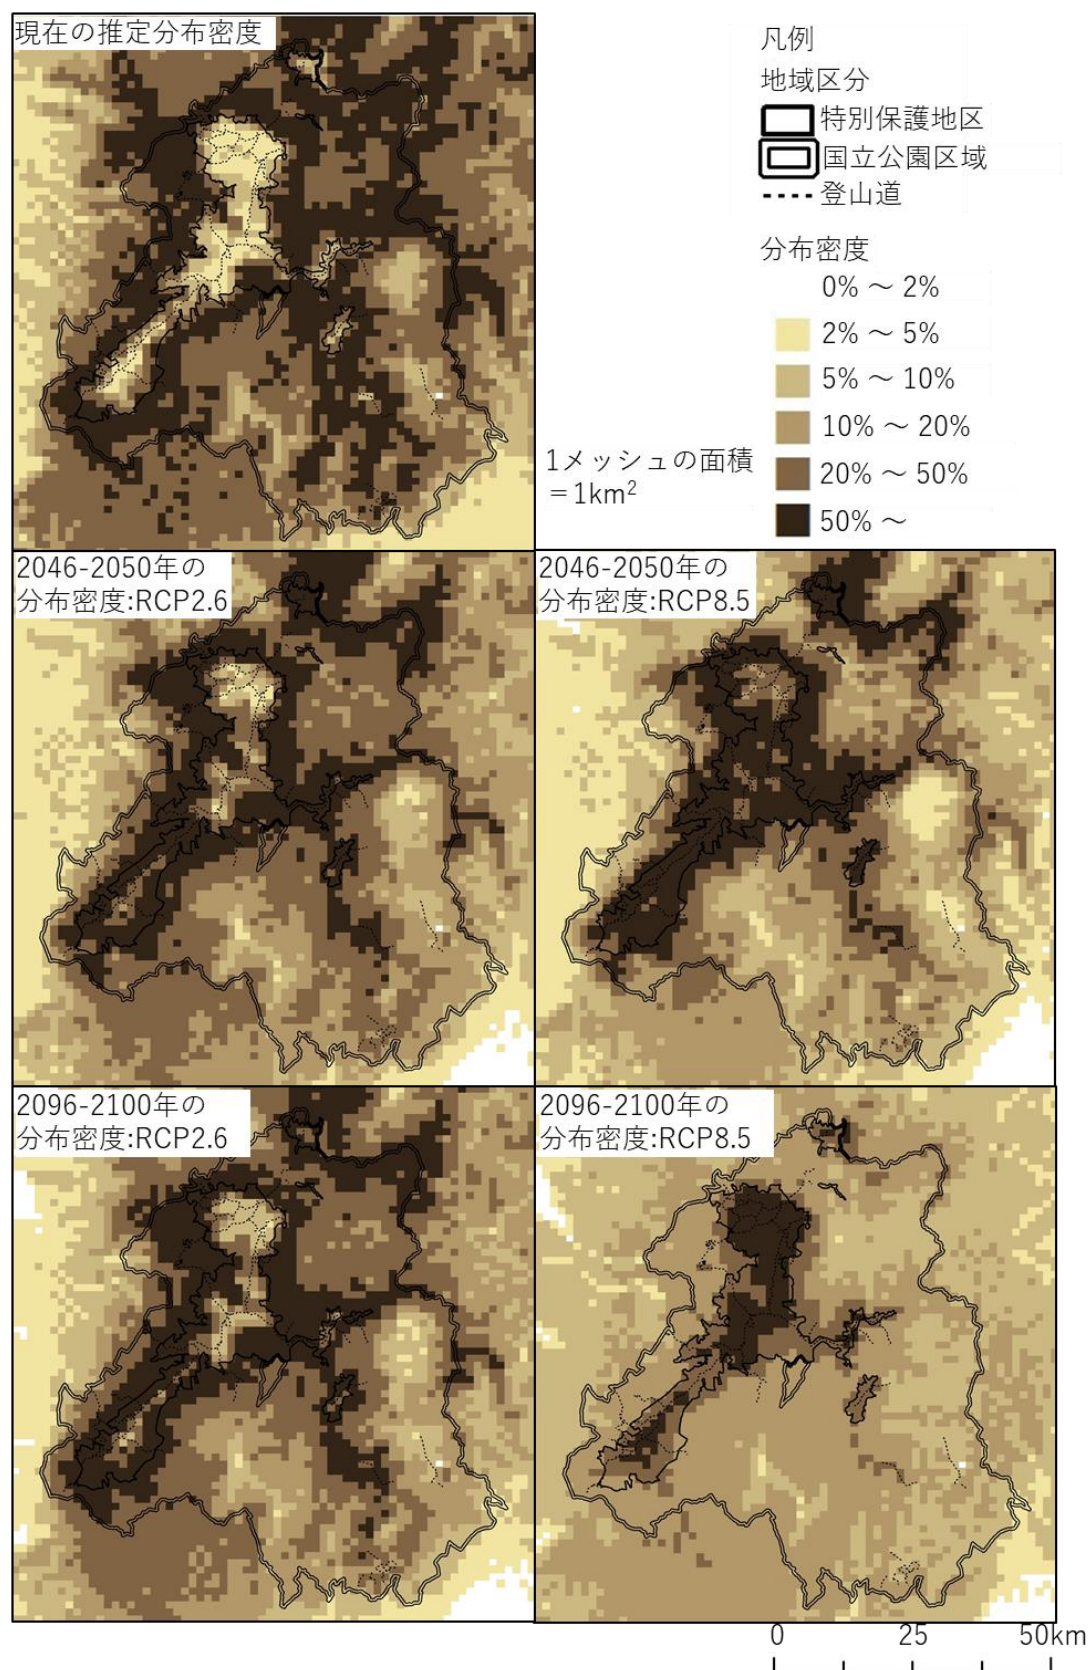 現在の推定分布密度
凡例
地域区分
特別保護地区
国立公園区域
登山道
分布密度
0% ～ 2%
2% ～ 5%
5% ～ 10%
10% ～ 20%
20% ～ 50%
50% ～
1メッシュの面積
＝1km²
2046-2050年の
分布密度:RCP2.6
2046-2050年の
分布密度:RCP8.5
2096-2100年の
分布密度:RCP2.6
2096-2100年の
分布密度:RCP8.5
0 25 50km